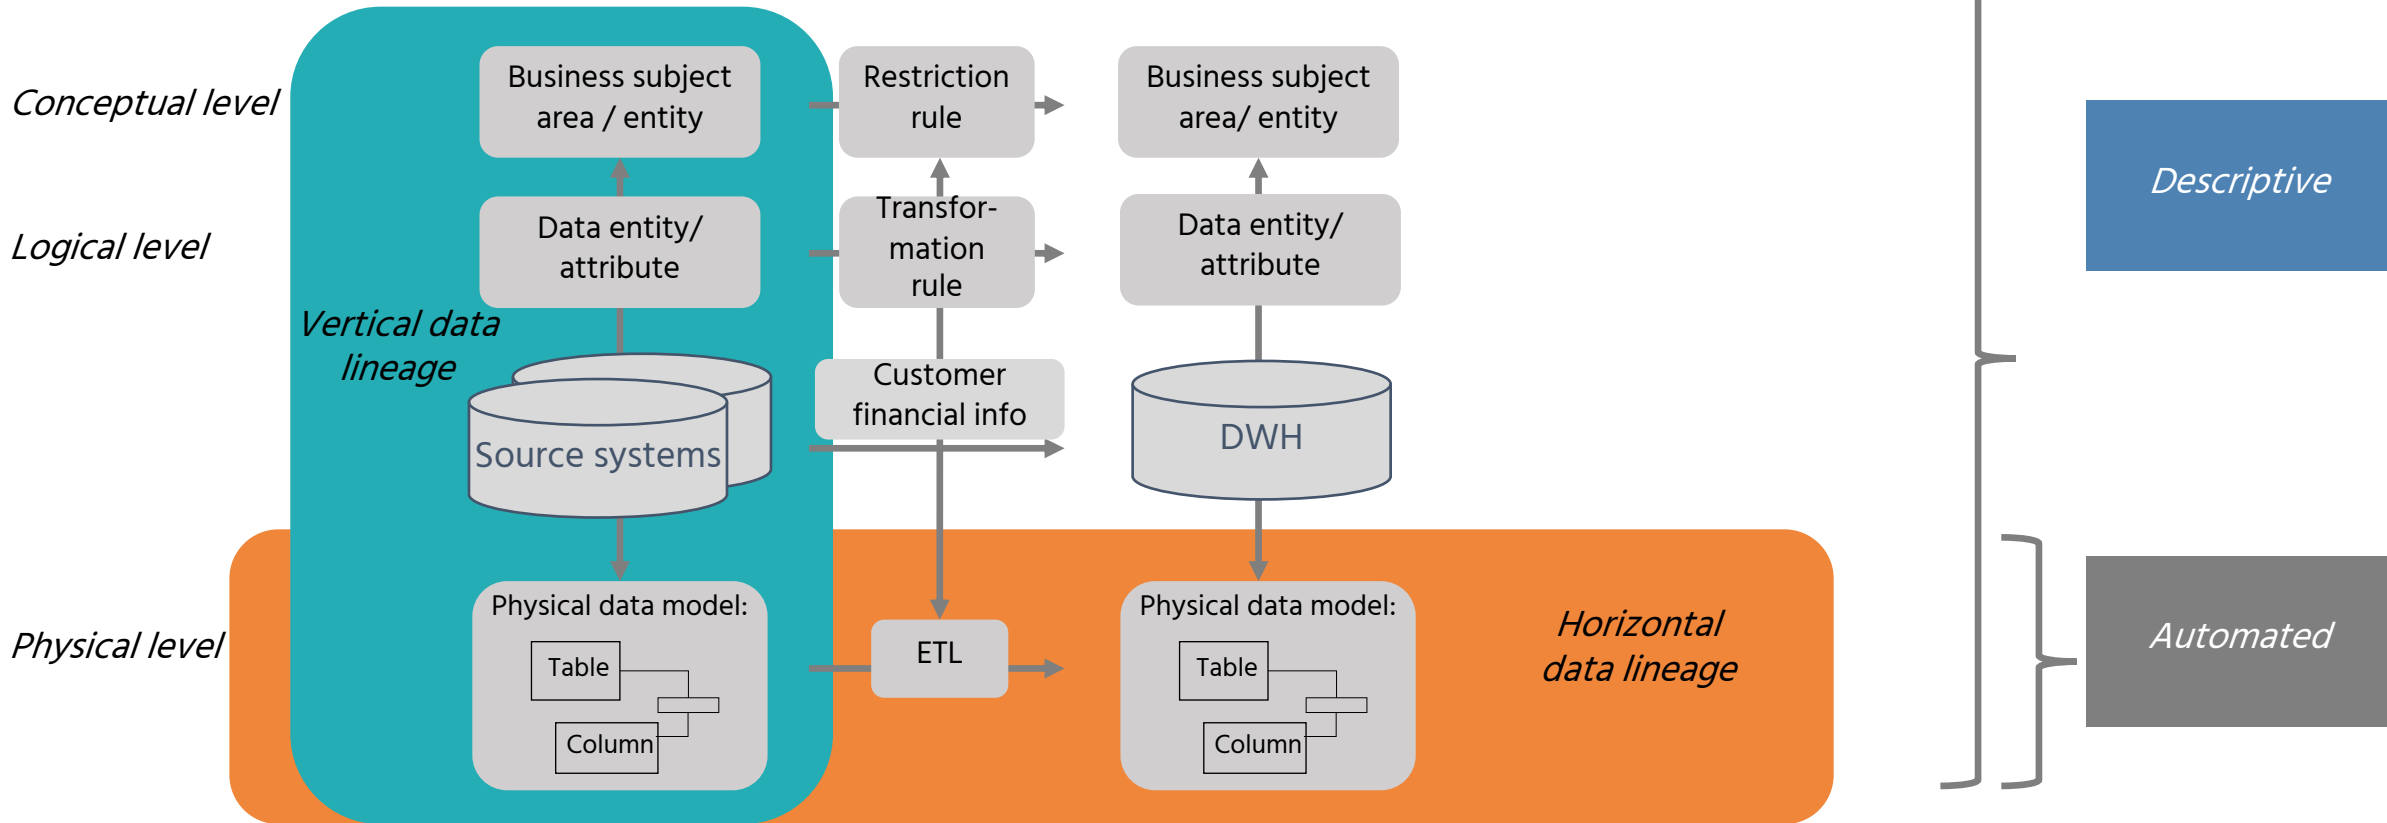 Conceptual level
Business subject
area / entity
Restriction
rule
Business subject
area/ entity
Descriptive
Logical level
Data entity/
attribute
Transfor-
mation
rule
Data entity/
attribute
Vertical data
lineage
Customer
financial info
Source systems
DWH
Physical level
Physical data model:
Table
Column
ETL
Physical data model:
Table
Column
Horizontal
data lineage
Automated